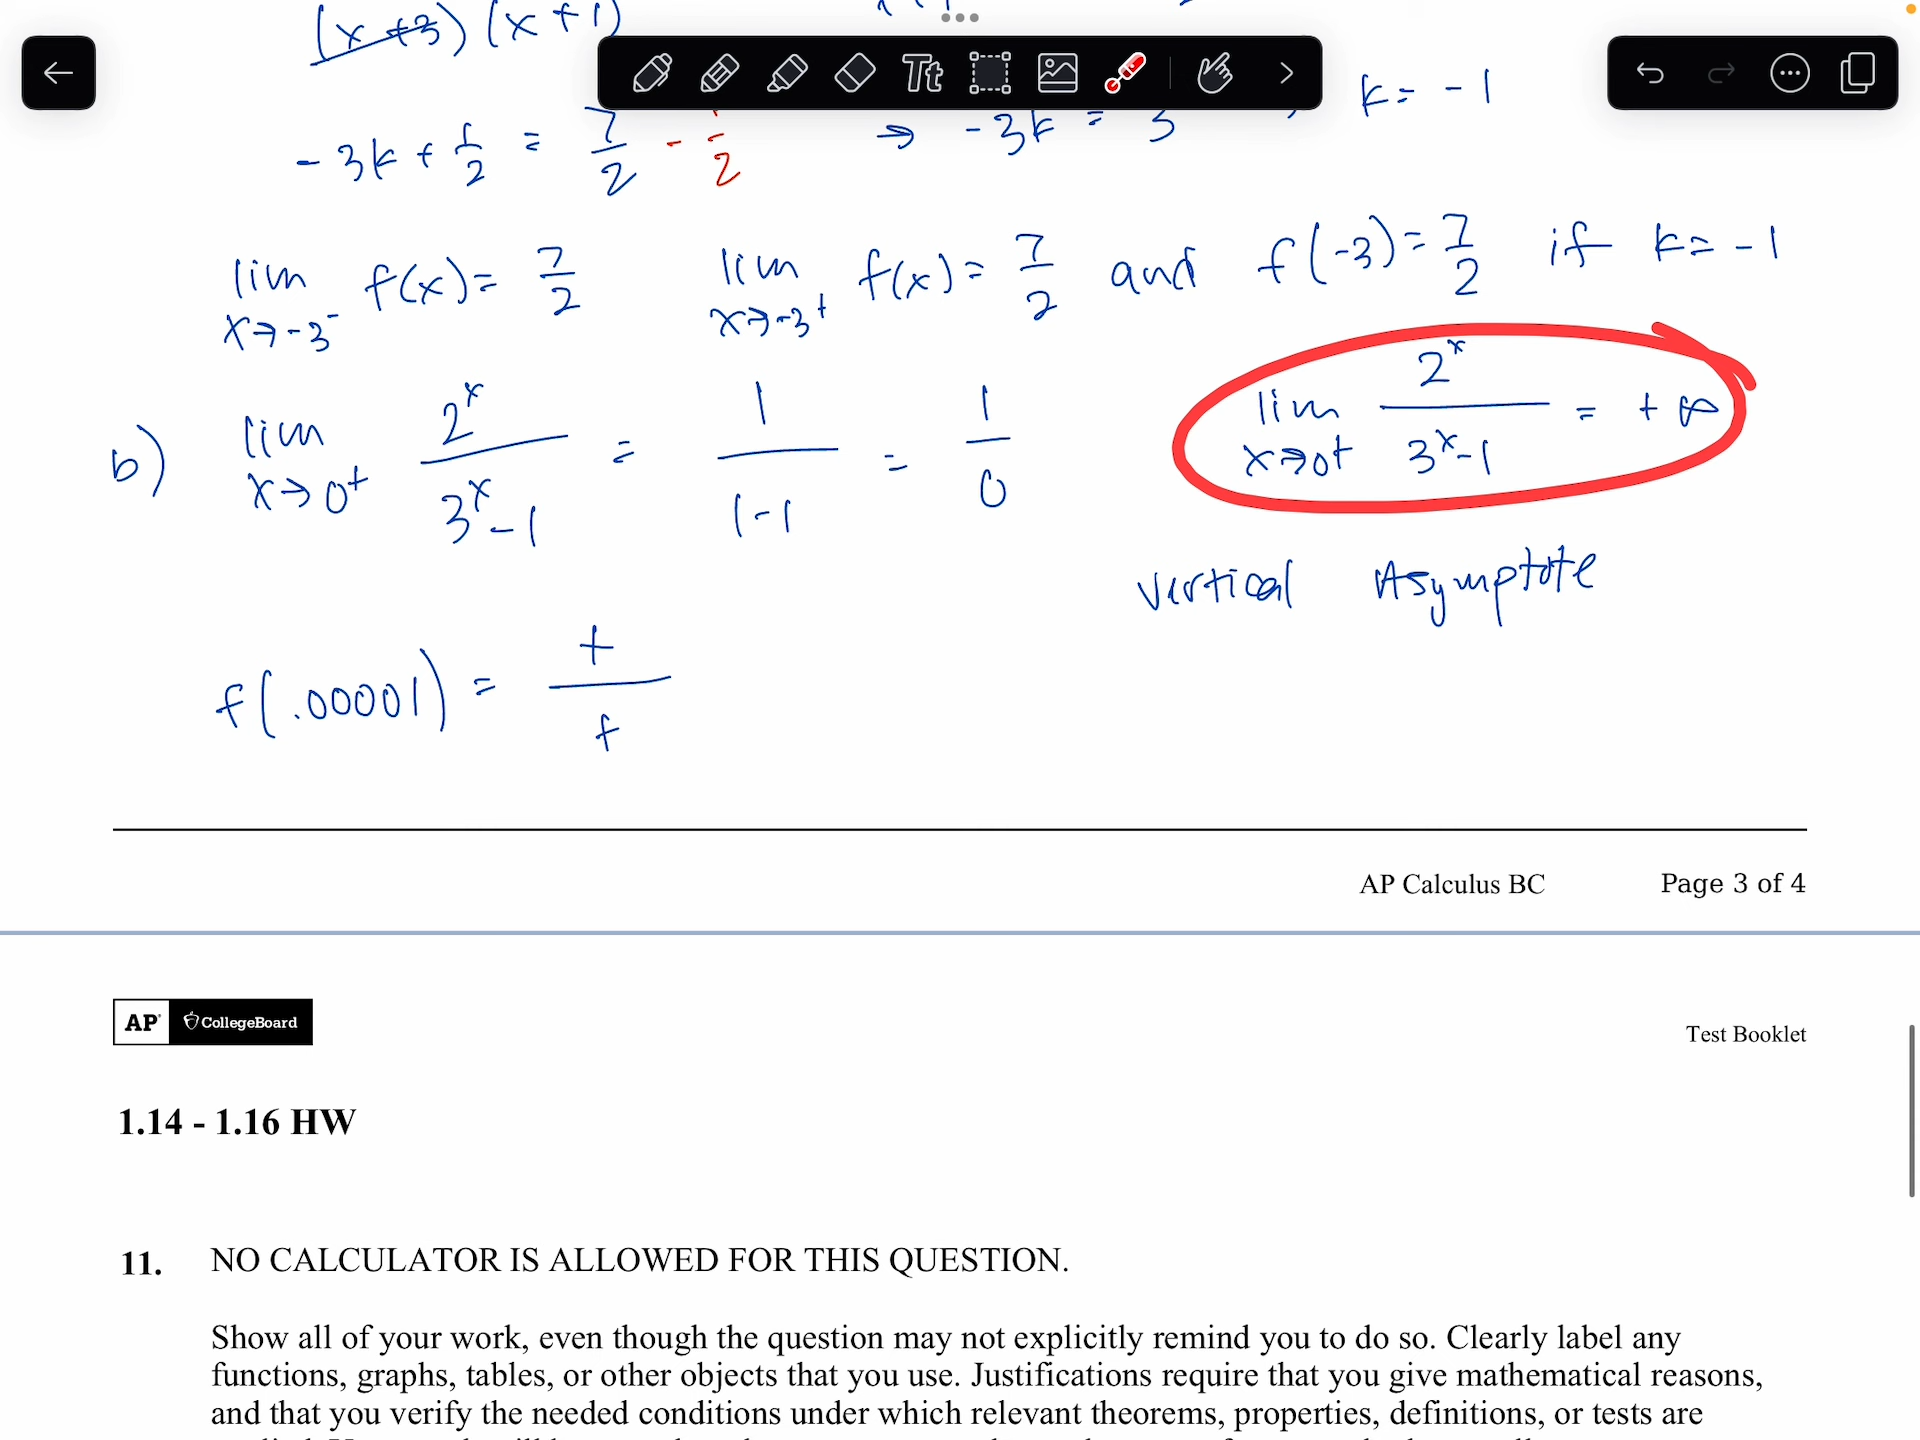 (x+3)(x+1)
k = -1
-3k + 1/2 = 7/2 - 1/2 → -3k = 3
lim x→-3⁻ f(x) = 7/2 lim x→-3⁺ f(x) = 7/2 and f(-3) = 7/2 if k = -1
b) lim x→0⁺ 2ˣ/(3ˣ-1) = 1/(1-1) = 1/0 lim x→0⁺ 2ˣ/(3ˣ-1) = +∞
Vertical Asymptote
f(.00001) = +/+
AP Calculus BC Page 3 of 4
AP CollegeBoard
Test Booklet
1.14 - 1.16 HW
11. NO CALCULATOR IS ALLOWED FOR THIS QUESTION.
Show all of your work, even though the question may not explicitly remind you to do so. Clearly label any
functions, graphs, tables, or other objects that you use. Justifications require that you give mathematical reasons,
and that you verify the needed conditions under which relevant theorems, properties, definitions, or tests are